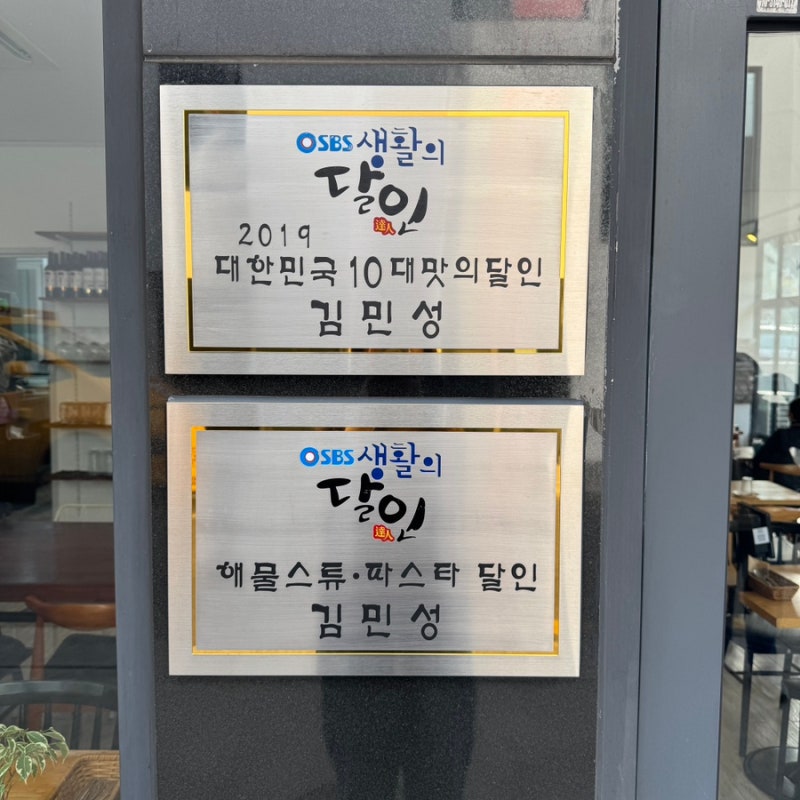 SBS 생활의
달인
達人
2019
대한민국 10대맛의달인
김민성
SBS 생활의
달인
達人
해물스튜·파스타 달인
김민성